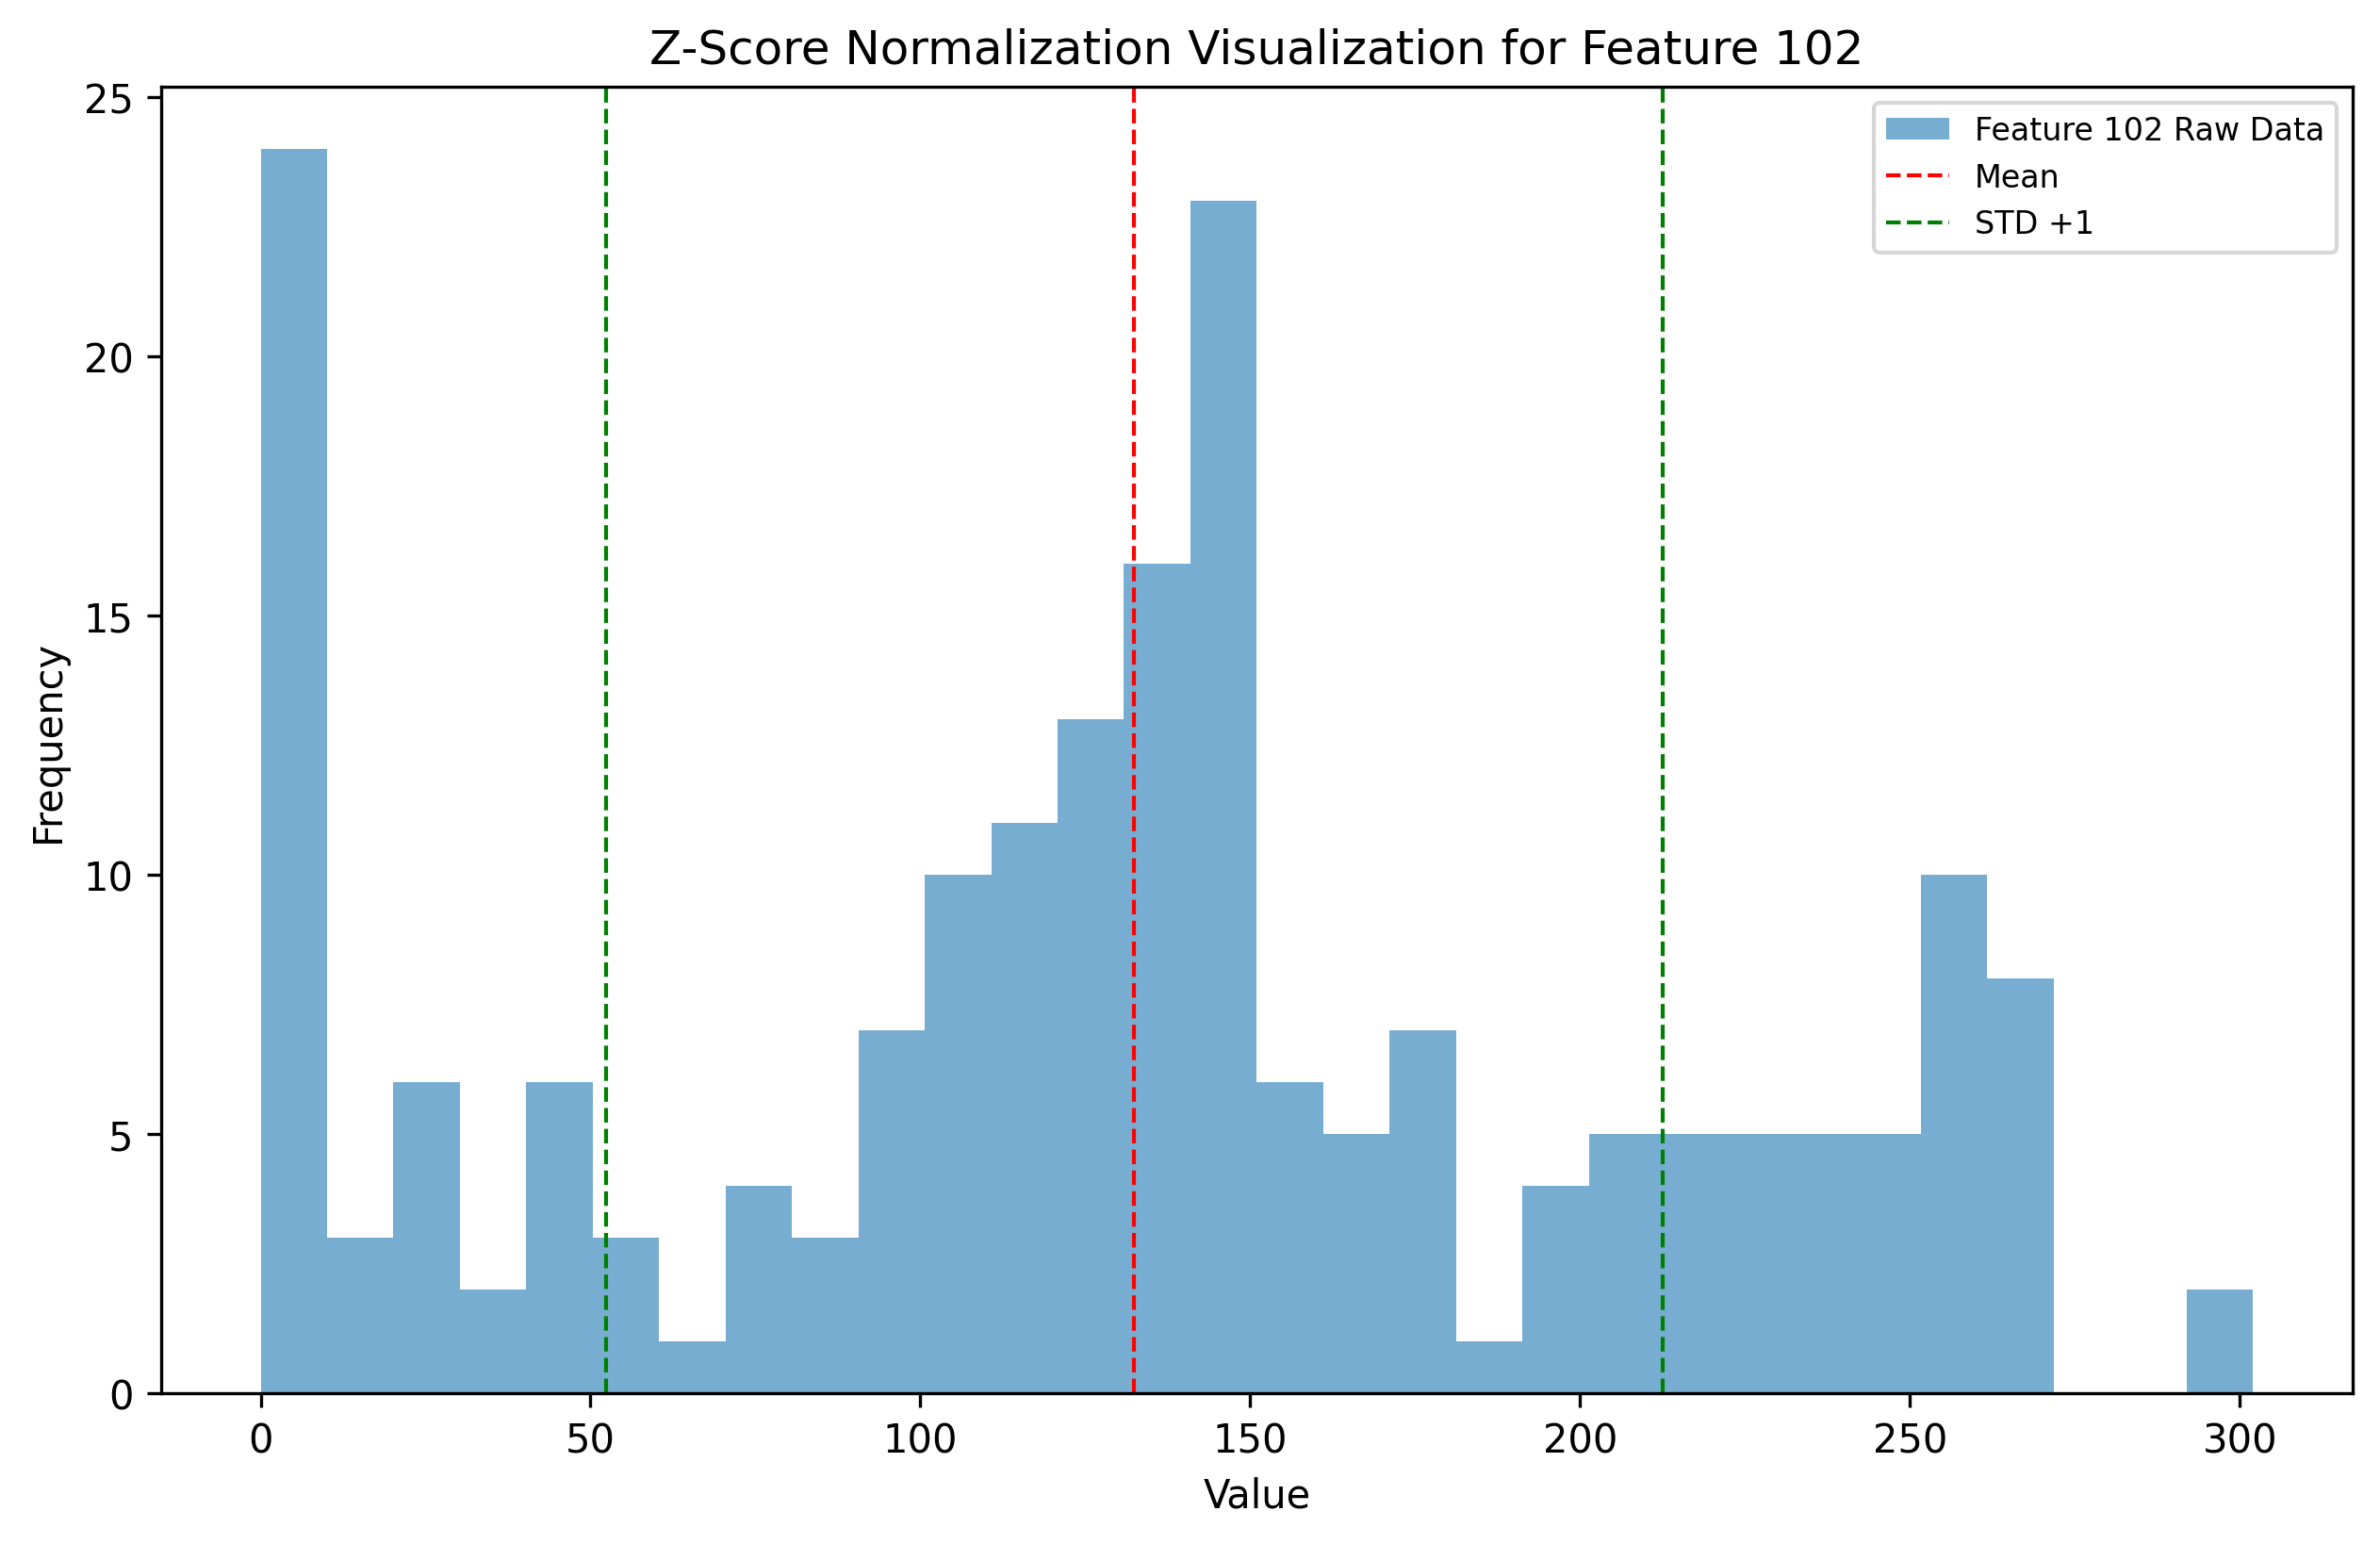 Z-Score Normalization Visualization for Feature 102
Feature 102 Raw Data
Mean
STD +1
Frequency
25
20
15
10
5
0
0 50 100 150 200 250 300
Value